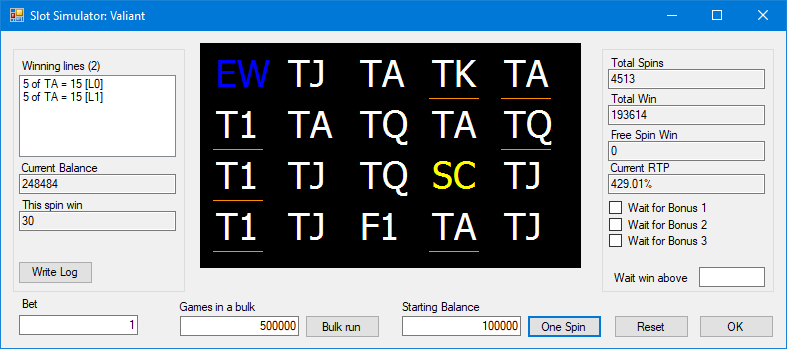 Slot Simulator: Valiant
Winning lines (2)
5 of TA = 15 [L0]
5 of TA = 15 [L1]
Current Balance
248484
This spin win
30
Write Log
EW TJ TA TK TA
T1 TA TQ TA TQ
T1 TJ TQ SC TJ
T1 TJ F1 TA TJ
Total Spins
4513
Total Win
193614
Free Spin Win
0
Current RTP
429.01%
Wait for Bonus 1
Wait for Bonus 2
Wait for Bonus 3
Wait win above
Bet
1
Games in a bulk
500000
Bulk run
Starting Balance
100000
One Spin
Reset
OK